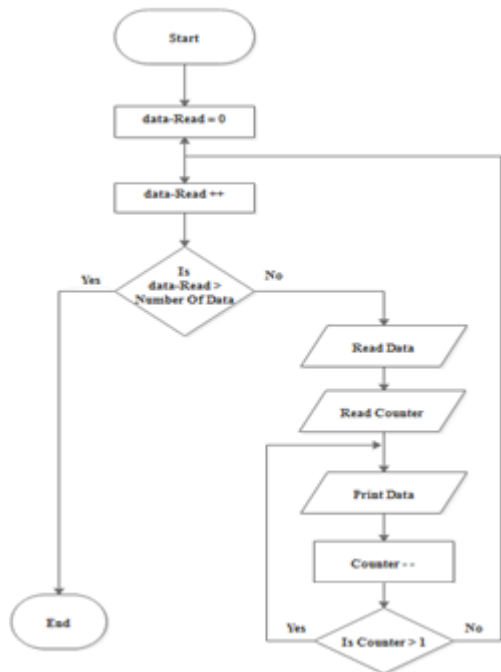 Start
data-Read = 0
data-Read ++
Is
data-Read >
Number Of Data
Yes
No
Read Data
Read Counter
Print Data
Counter - -
Is Counter > 1
Yes
No
End